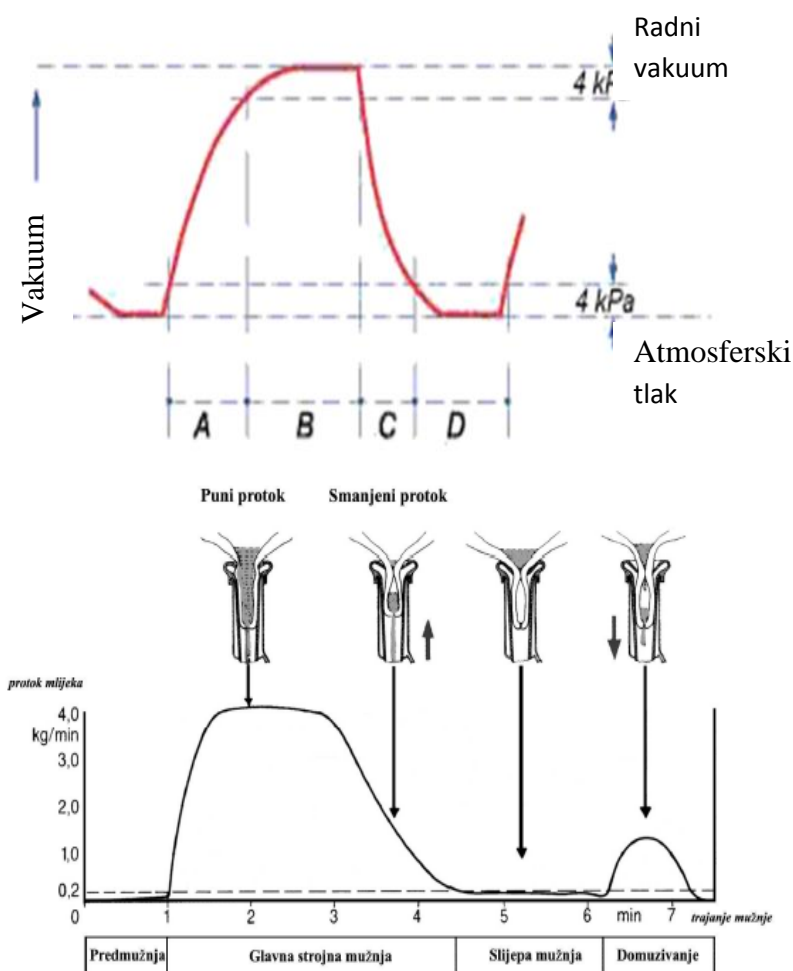 Radni
vakuum
4 kP
Vakuum
4 kPa
Atmosferski
tlak
A B C D
Puni protok Smanjeni protok
protok mlijeka
4,0
kg/min
3,0
2,0
1,0
0,2
0 1 2 3 4 5 6 min 7 trajanje mužnje
Predmužnja Glavna strojna mužnja Slijepa mužnja Domuzivanje